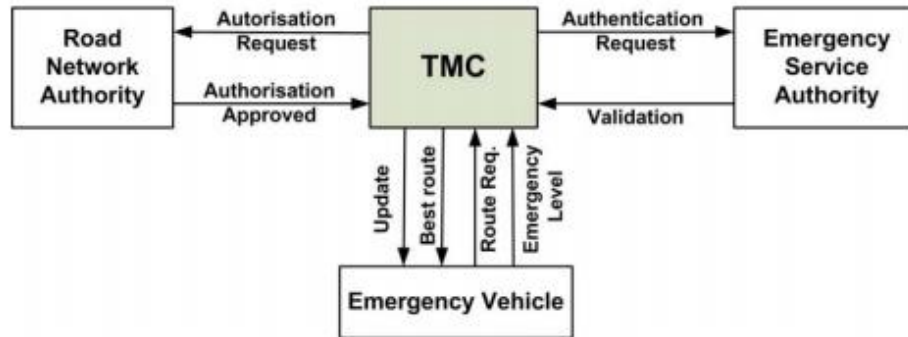 Road
Network
Authority
Autorisation
Request
Authorisation
Approved
TMC
Authentication
Request
Validation
Emergency
Service
Authority
Update
Best route
Route Req.
Emergency
Level
Emergency Vehicle